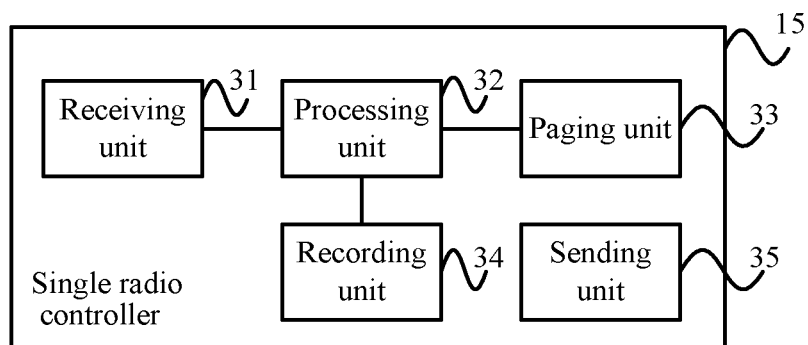 15
31
Receiving
unit
32
Processing
unit
33
Paging unit
34
Recording
unit
35
Sending
unit
Single radio
controller